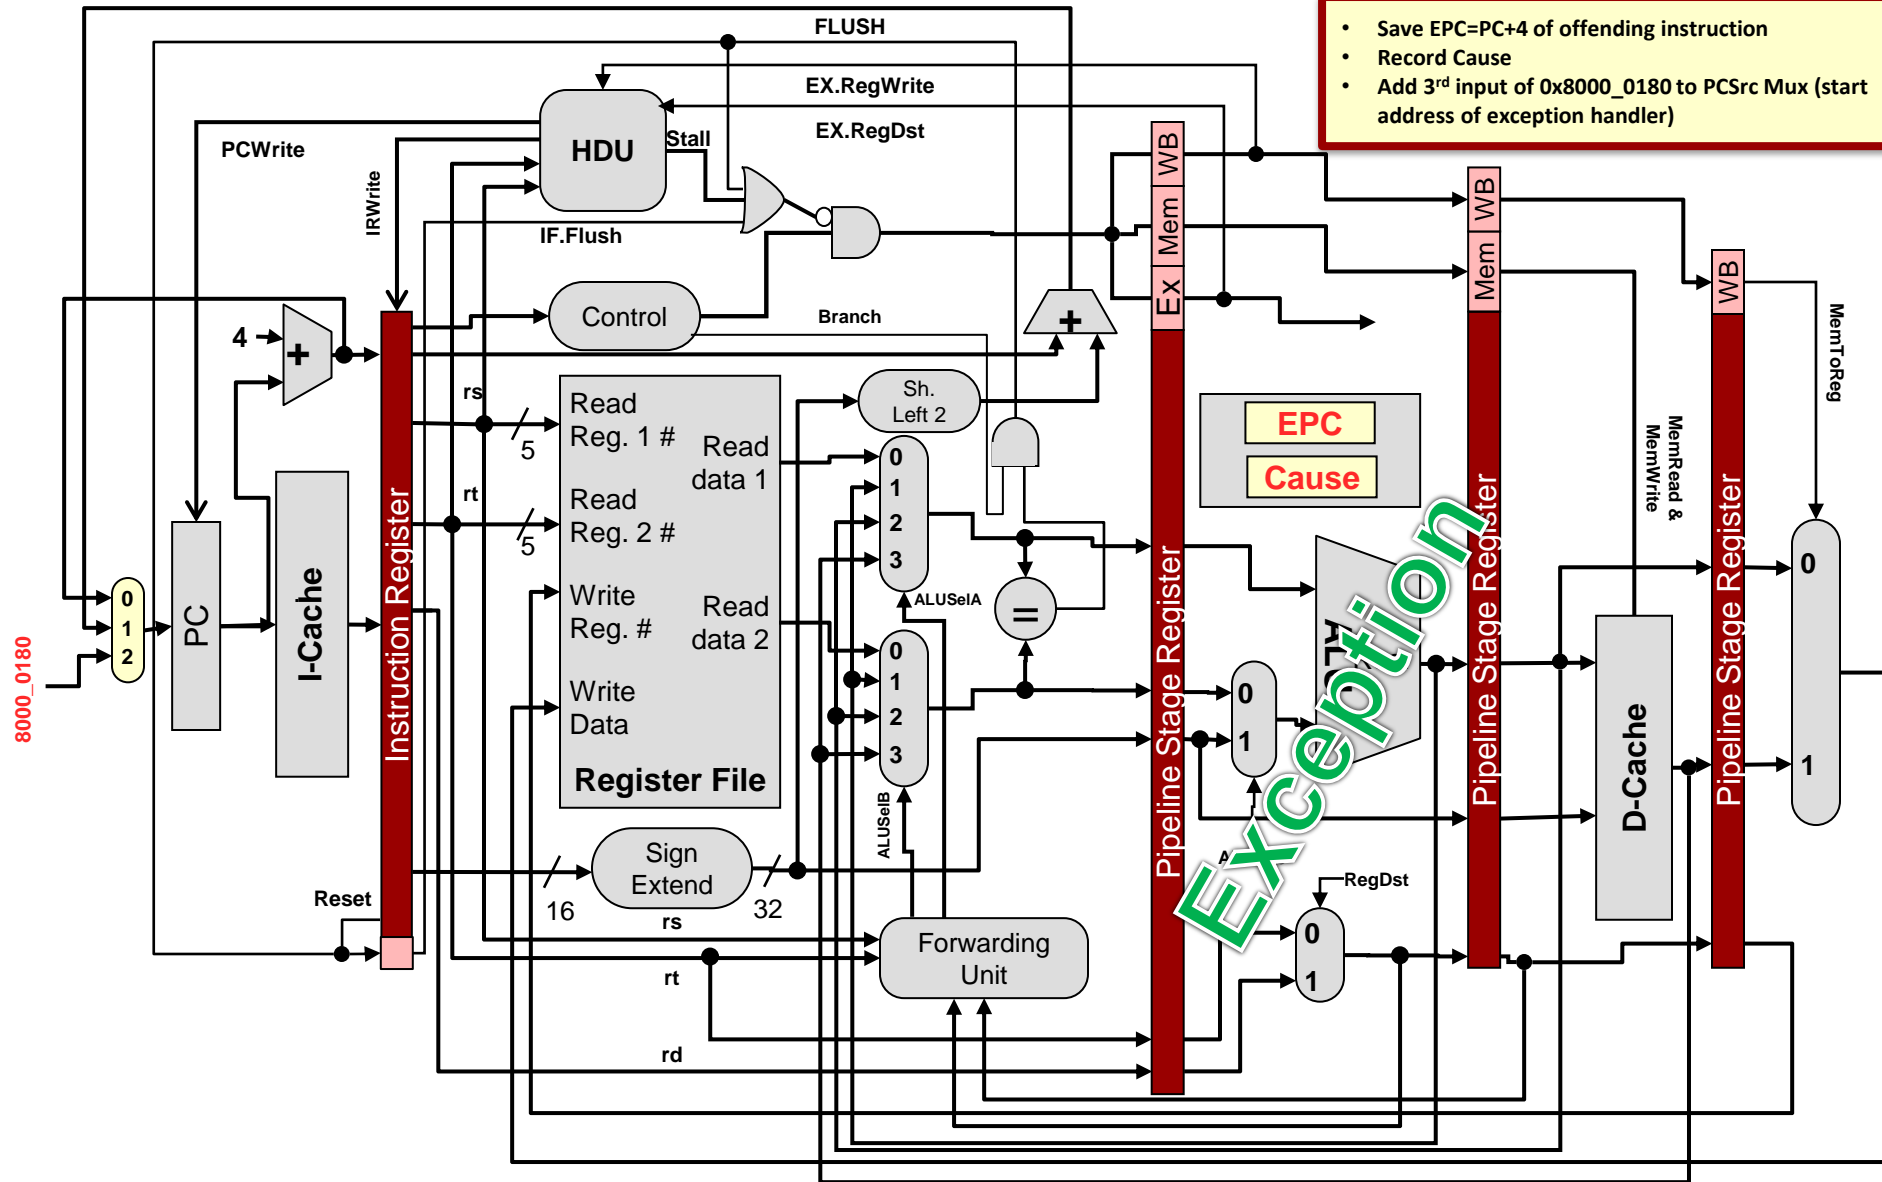 • Save EPC=PC+4 of offending instruction
• Record Cause
• Add 3rd input of 0x8000_0180 to PCSrc Mux (start
address of exception handler)
FLUSH
EX.RegWrite
EX.RegDst
PCWrite
HDU
Stall
IRWrite
IF.Flush
WB
Mem
Ex
WB
Mem
WB
Control
Branch
4
+
+
MemToReg
rs
5
rt
5
Read
Reg. 1 #
Read
data 1
Read
Reg. 2 #
Write
Reg. #
Read
data 2
Write
Data
Register File
Sh.
Left 2
0
1
2
3
ALUSelA
0
1
2
3
ALUSelB
=
EPC
Cause
MemRead &
MemWrite
0
1
2
8000_0180
PC
I-Cache
Instruction Register
Pipeline Stage Register
Pipeline Stage Register
Pipeline Stage Register
ALU
Exception
0
1
D-Cache
0
1
Reset
16
Sign
Extend
32
rs
Forwarding
Unit
rt
rd
RegDst
0
1